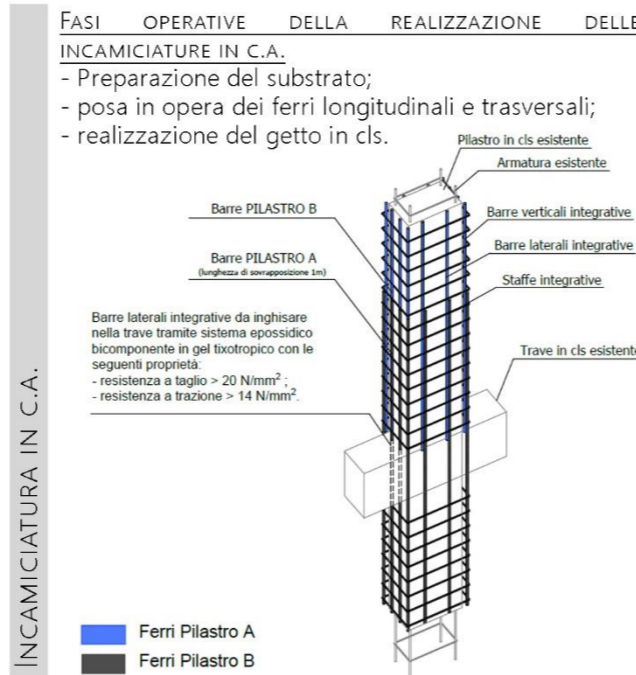 FASI OPERATIVE DELLA REALIZZAZIONE DELLE
INCAMICIATURE IN C.A.
- Preparazione del substrato;
- posa in opera dei ferri longitudinali e trasversali;
- realizzazione del getto in cls.
Pilastro in cls esistente
Armatura esistente
Barre PILASTRO B
Barre verticali integrative
Barre PILASTRO A
(lunghezza di sovrapposizione 1m)
Barre laterali integrative
Staffe integrative
Barre laterali integrative da inghisare
nella trave tramite sistema epossidico
bicomponente in gel tixotropico con le
seguenti proprietà:
- resistenza a taglio > 20 N/mm² ;
- resistenza a trazione > 14 N/mm².
Trave in cls esistente
INCAMICIATURA IN C.A.
Ferri Pilastro A
Ferri Pilastro B